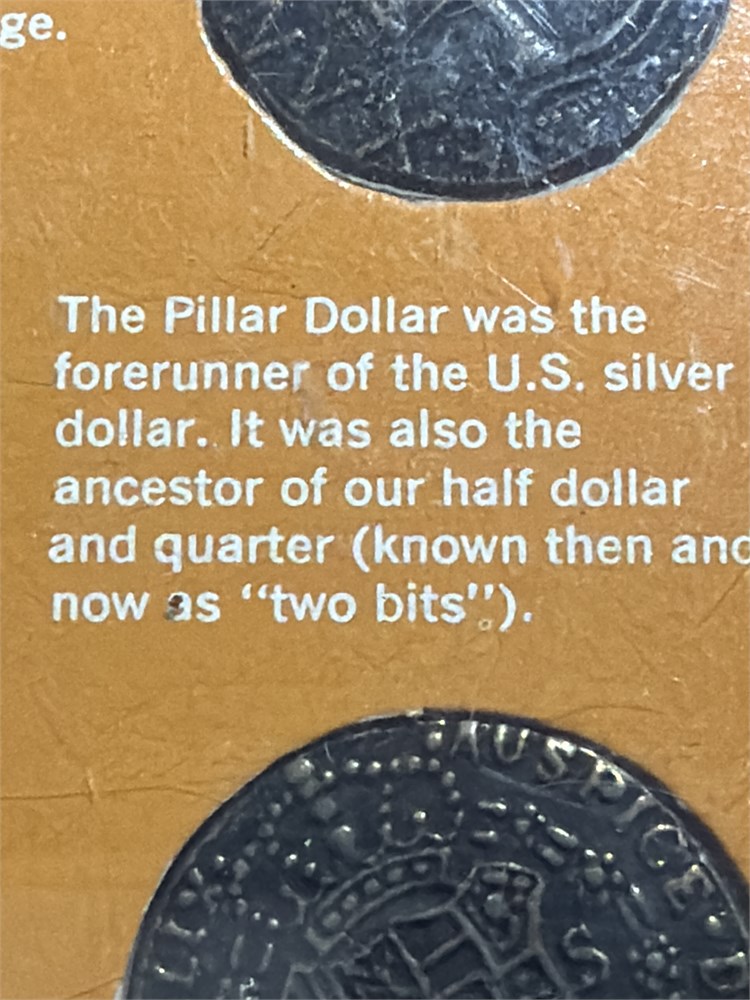 ge.
The Pillar Dollar was the
forerunner of the U.S. silver
dollar. It was also the
ancestor of our half dollar
and quarter (known then and
now as "two bits").
AUSPICE·D